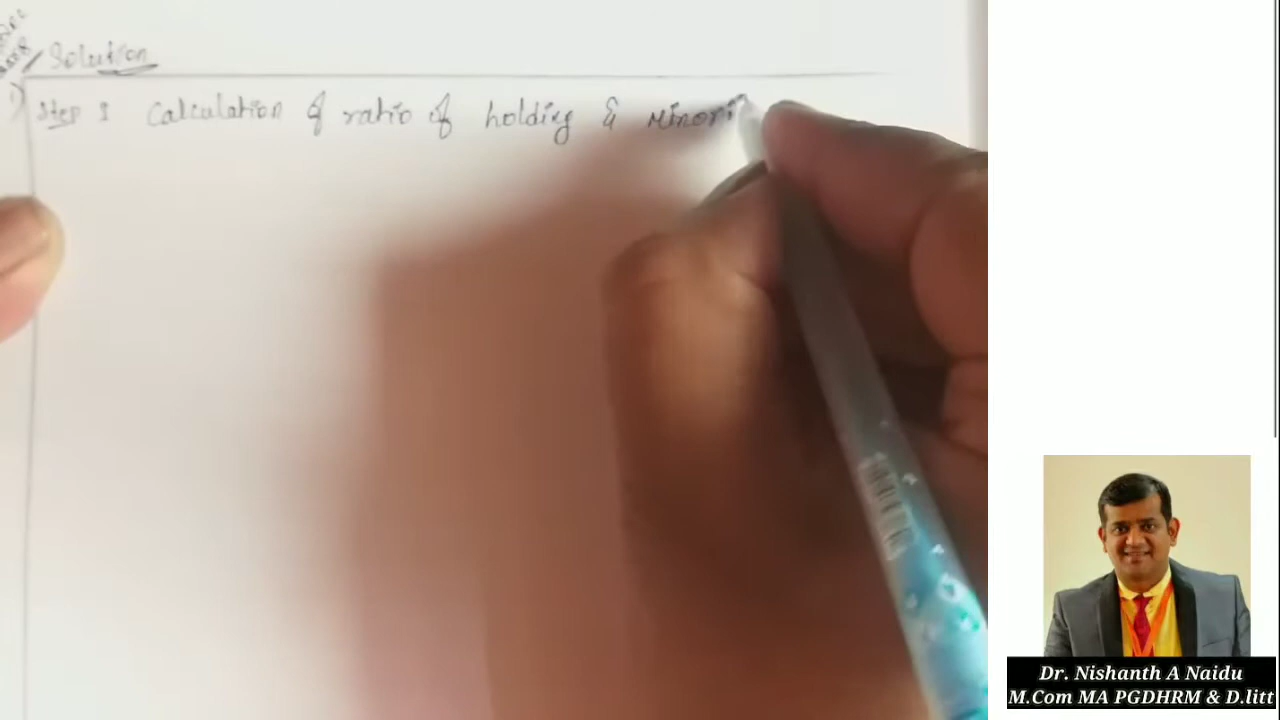 Solution
Step 1 Calculation of ratio of holding & Minori
Dr. Nishanth A Naidu
M.Com MA PGDHRM & D.litt